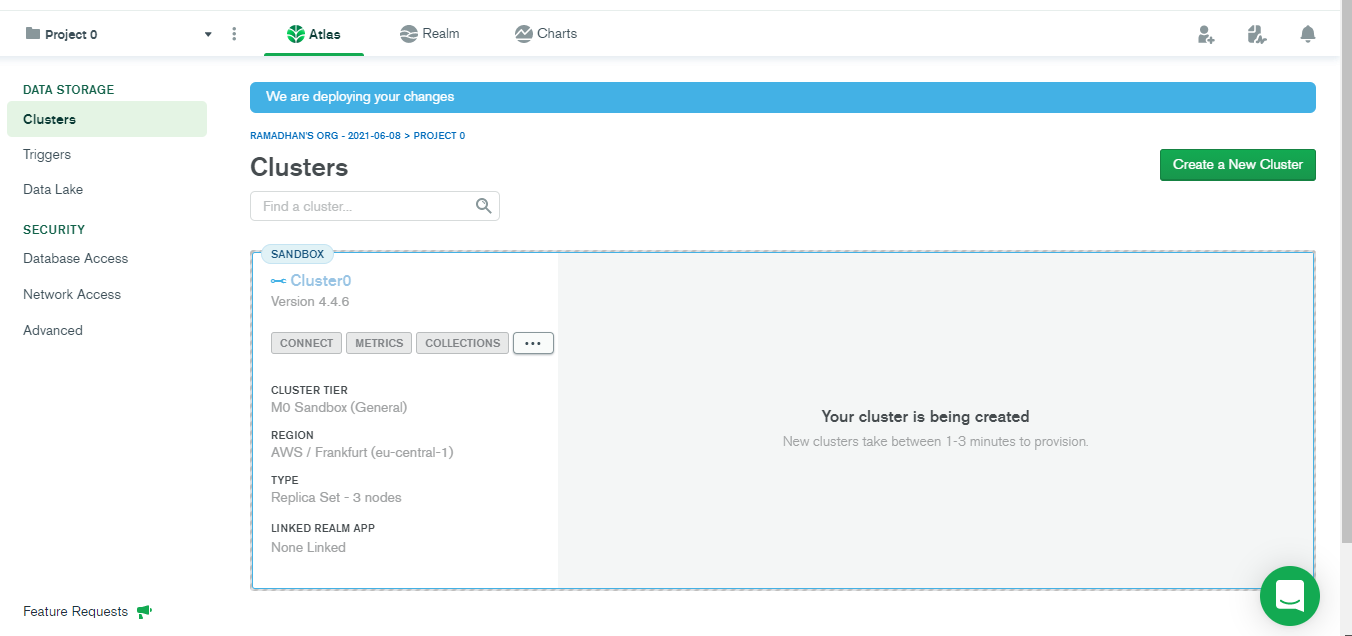 Project 0
Atlas
Realm
Charts
DATA STORAGE
Clusters
Triggers
Data Lake
SECURITY
Database Access
Network Access
Advanced
Feature Requests
We are deploying your changes
RAMADHAN'S ORG - 2021-06-08 > PROJECT 0
Clusters
Create a New Cluster
Find a cluster...
SANDBOX
Cluster0
Version 4.4.6
CONNECT METRICS COLLECTIONS ...
CLUSTER TIER
M0 Sandbox (General)
REGION
AWS / Frankfurt (eu-central-1)
TYPE
Replica Set - 3 nodes
LINKED REALM APP
None Linked
Your cluster is being created
New clusters take between 1-3 minutes to provision.